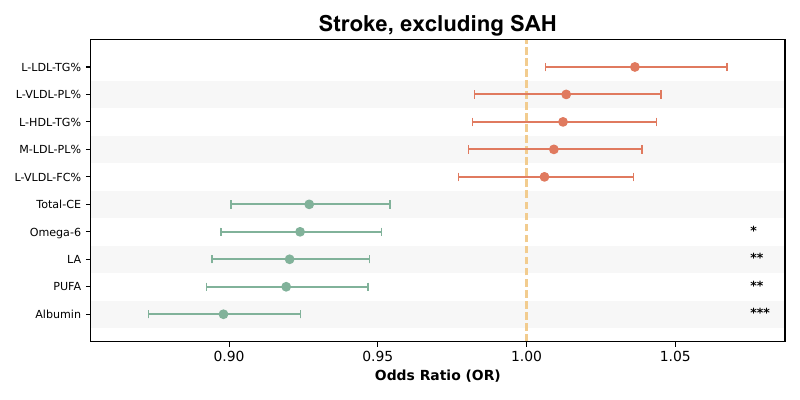 Stroke, excluding SAH
L-LDL-TG%
L-VLDL-PL%
L-HDL-TG%
M-LDL-PL%
L-VLDL-FC%
Total-CE
Omega-6 *
LA **
PUFA **
Albumin ***
0.90 0.95 1.00 1.05
Odds Ratio (OR)